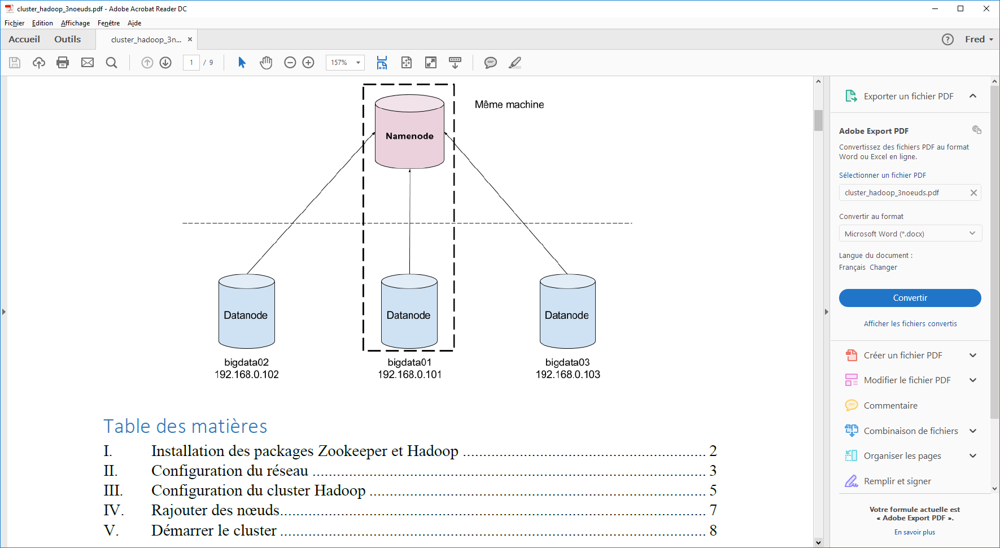 cluster_hadoop_3noeuds.pdf - Adobe Acrobat Reader DC
Fichier Edition Affichage Fenêtre Aide
Accueil Outils cluster_hadoop_3n... × ? Fred
1 / 9 157%
Même machine
Namenode
Datanode Datanode Datanode
bigdata02 bigdata01 bigdata03
192.168.0.102 192.168.0.101 192.168.0.103
Table des matières
I. Installation des packages Zookeeper et Hadoop ............................................................. 2
II. Configuration du réseau .................................................................................................... 3
III. Configuration du cluster Hadoop ..................................................................................... 5
IV. Rajouter des nœuds............................................................................................................ 7
V. Démarrer le cluster ............................................................................................................ 8
Exporter un fichier PDF
Adobe Export PDF
Convertissez des fichiers PDF au format
Word ou Excel en ligne.
Sélectionner un fichier PDF
cluster_hadoop_3noeuds.pdf
Convertir au format
Microsoft Word (*.docx)
Langue du document :
Français Changer
Convertir
Afficher les fichiers convertis
Créer un fichier PDF
Modifier le fichier PDF
Commentaire
Combinaison de fichiers
Organiser les pages
Remplir et signer
Votre formule actuelle est
« Adobe Export PDF ».
En savoir plus